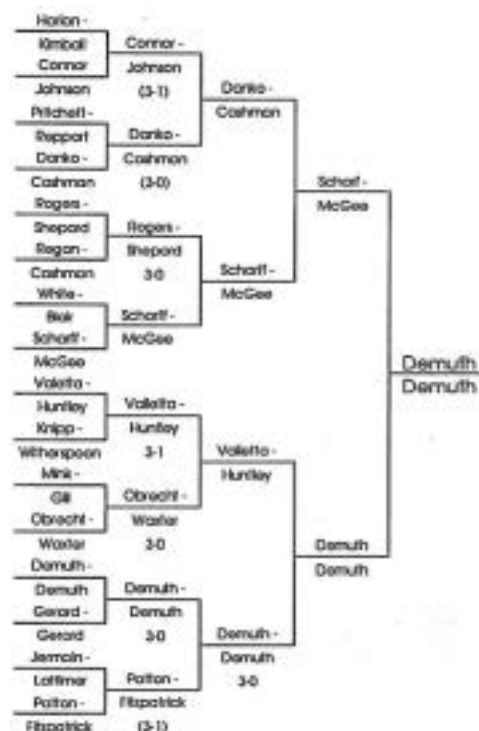 Harlan -
Kimball
Connor
Johnson
Pritchett -
Reppart
Danko -
Cashman
Rogers -
Shepard
Regan -
Cashman
White -
Blair
Scharff -
McGee
Valetta -
Huntley
Knipp -
Witherspoon
Mink -
Gill
Obrecht -
Waxter
Demuth -
Demuth
Gerard -
Gerard
Jermain -
Lattimer
Patton -
Fitzpatrick
Connor -
Johnson
(3-1)
Danko -
Cashman
(3-0)
Rogers -
Shepard
3-0
Scharff -
McGee
Valletta -
Huntley
3-1
Obrecht -
Waxter
3-0
Demuth -
Demuth
3-0
Patton -
Fitzpatrick
(3-1)
Danko -
Cashman
Scharff -
McGee
Valletta -
Huntley
Demuth -
Demuth
3-0
Scharf -
McGee
Demuth
Demuth
Demuth
Demuth